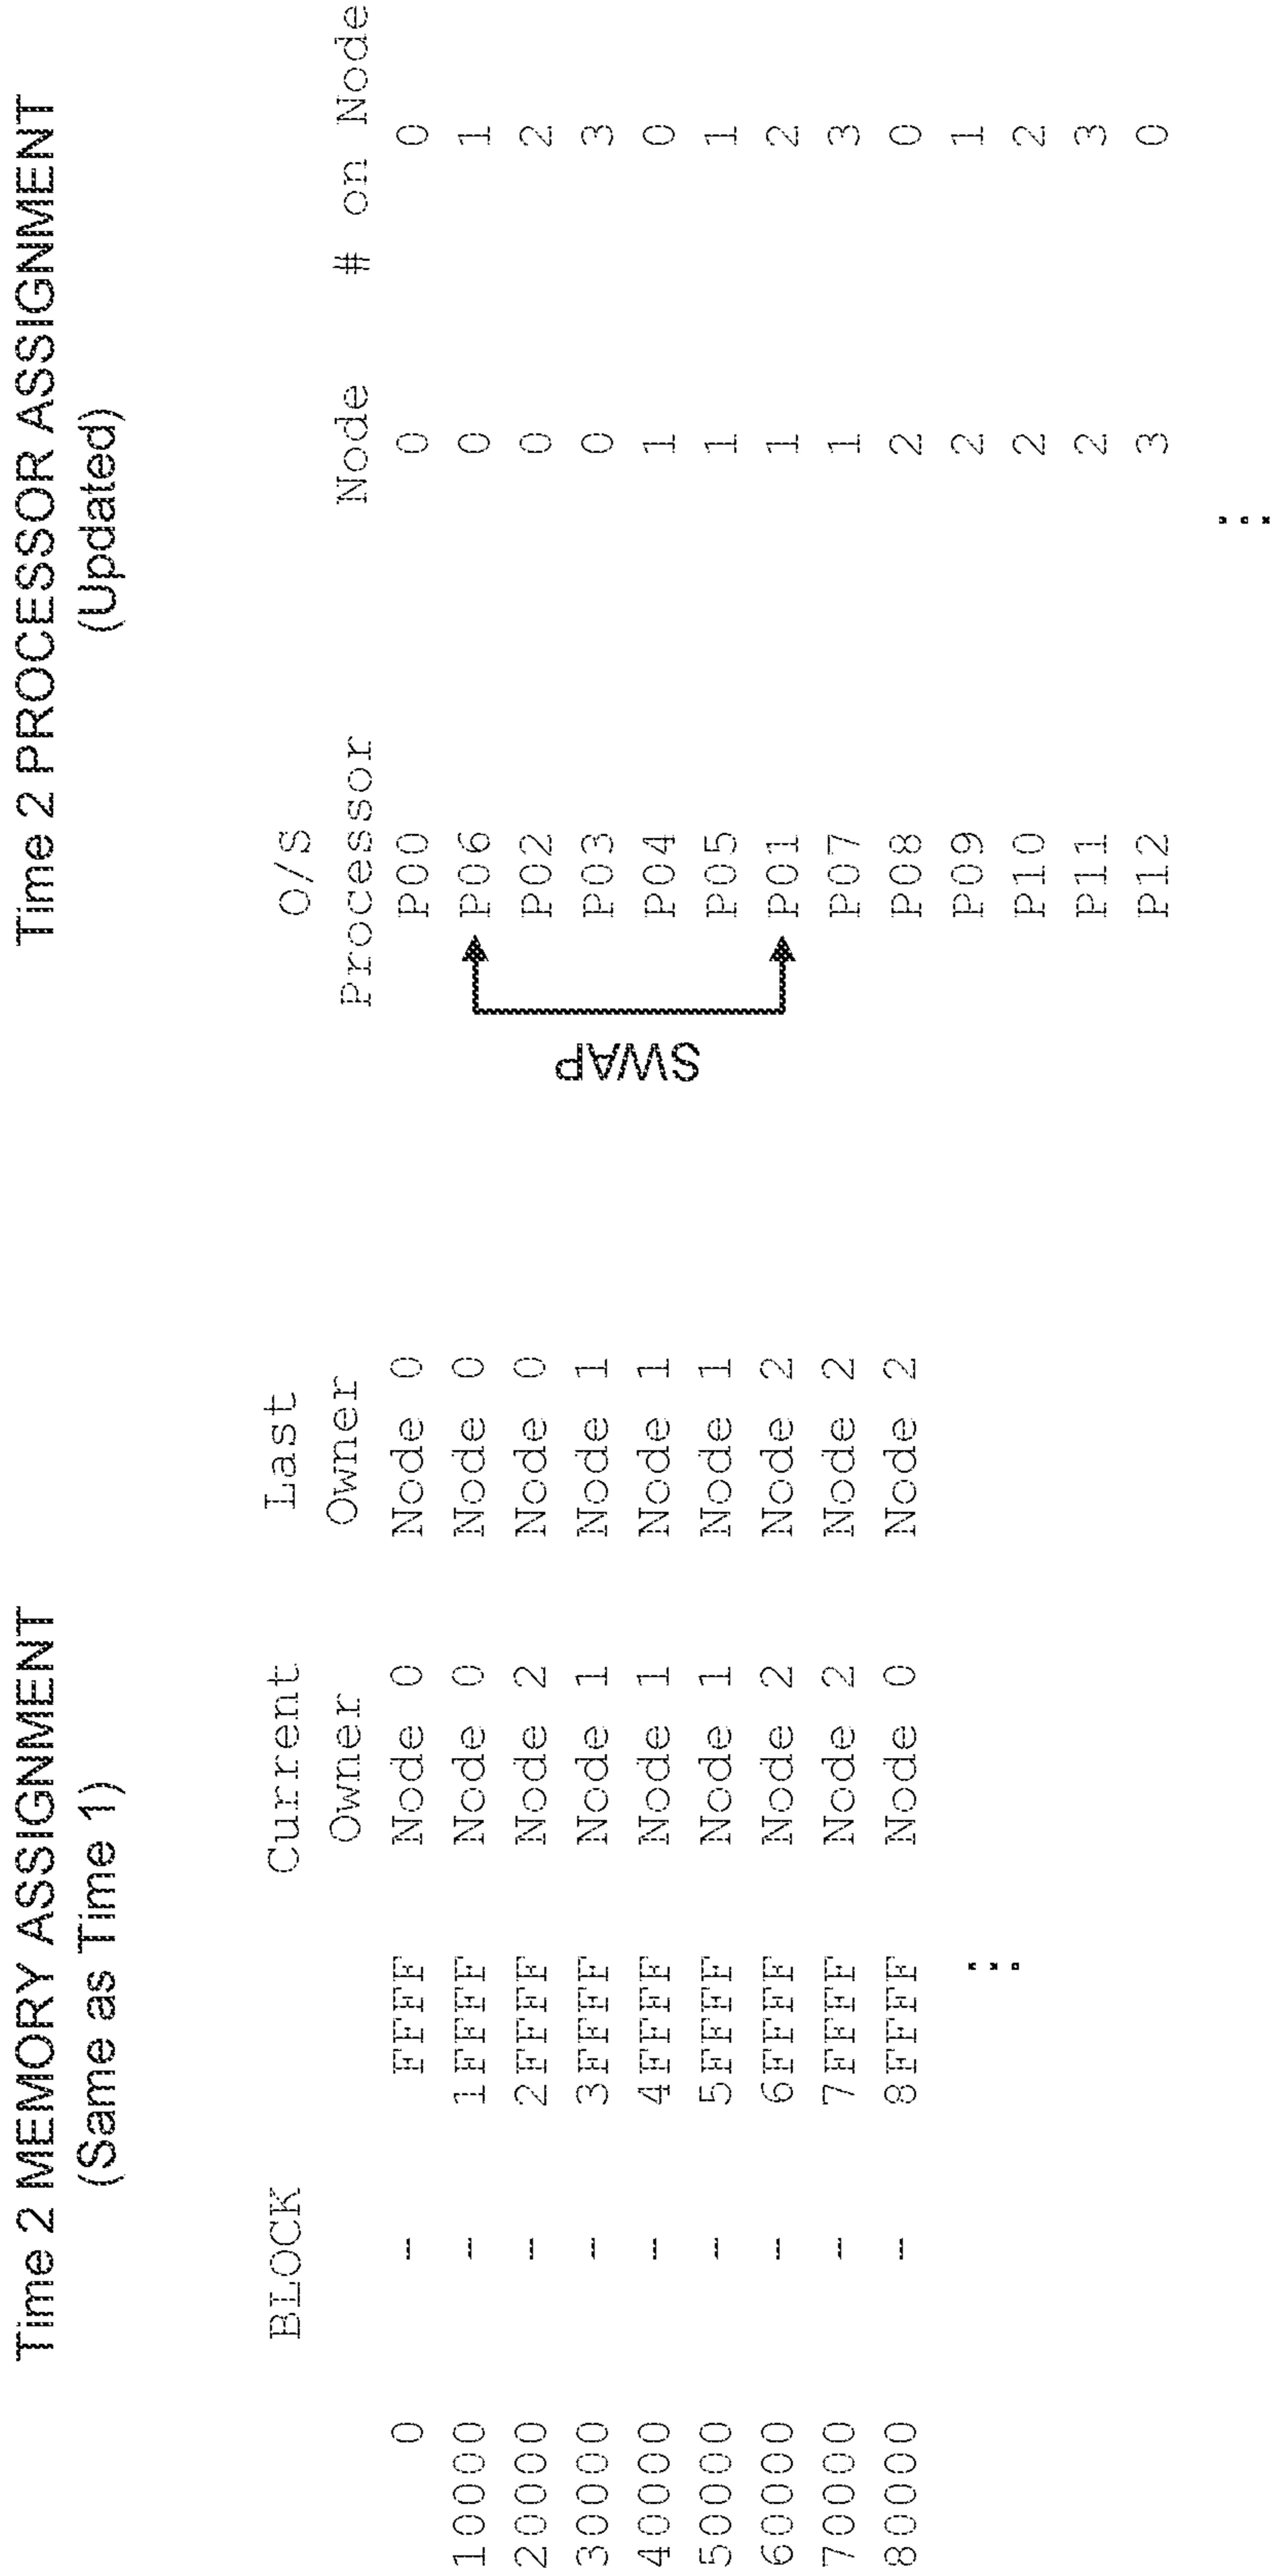 Time 2 MEMORY ASSIGNMENT
(Same as Time 1)
BLOCK Current Last
Owner Owner
0 - FFFF Node 0 Node 0
10000 - 1FFFF Node 0 Node 0
20000 - 2FFFF Node 2 Node 0
30000 - 3FFFF Node 1 Node 1
40000 - 4FFFF Node 1 Node 1
50000 - 5FFFF Node 1 Node 1
60000 - 6FFFF Node 2 Node 2
70000 - 7FFFF Node 2 Node 2
80000 - 8FFFF Node 0 Node 2
...
Time 2 PROCESSOR ASSIGNMENT
(Updated)
O/S
Processor Node # on Node
P00 0 0
P06 0 1
P02 0 2
P03 0 3
P04 1 0
P05 1 1
P01 1 2
P07 1 3
P08 2 0
P09 2 1
P10 2 2
P11 2 3
P12 3 0
...
SWAP